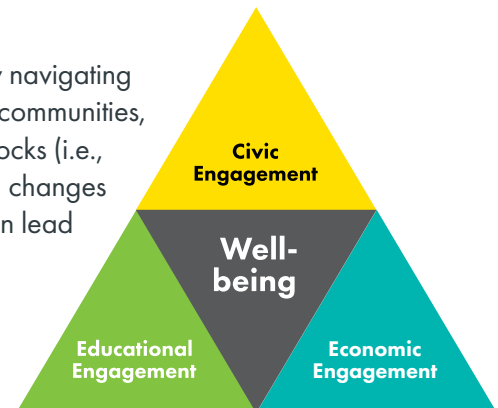 navigating
communities,
ocks (i.e.,
changes
n lead
Civic
Engagement
Well-
being
Educational
Engagement
Economic
Engagement